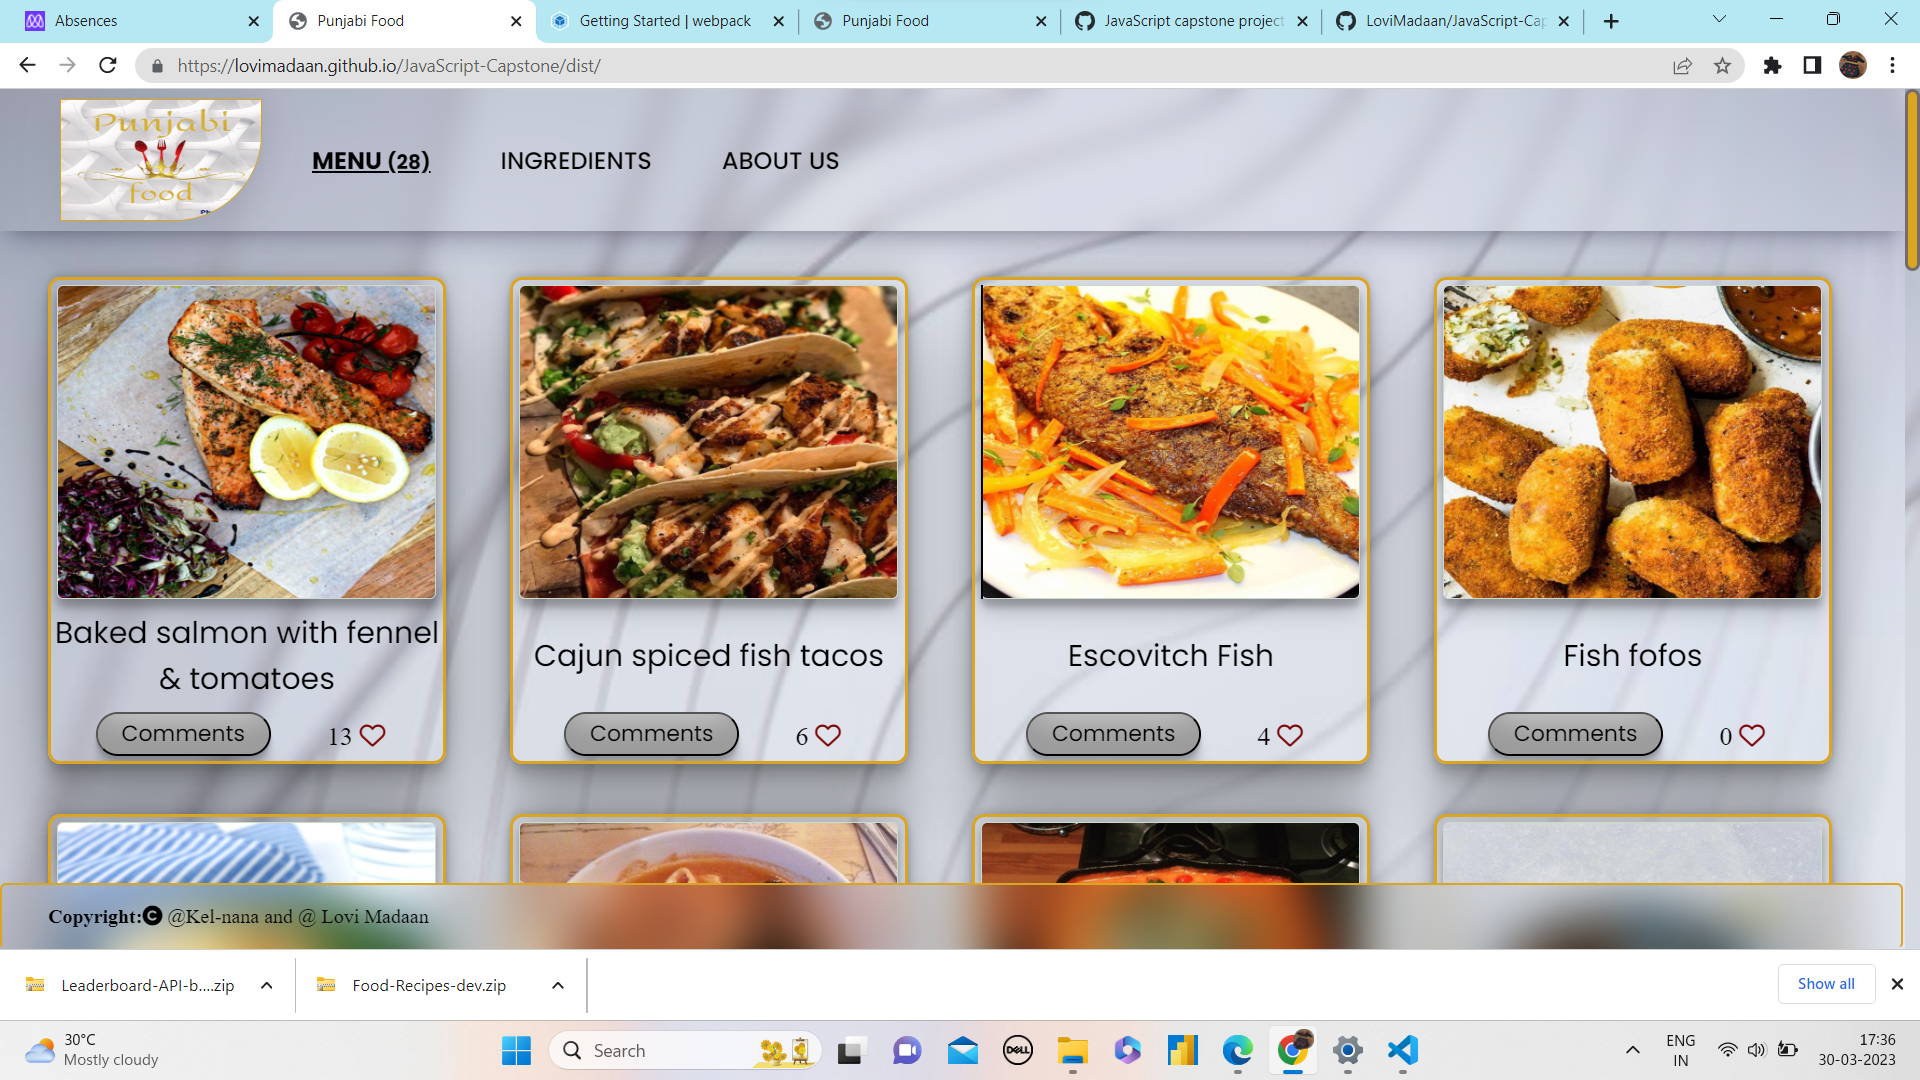 Absences
Punjabi Food
Getting Started | webpack
Punjabi Food
JavaScript capstone project
LoviMadaan/JavaScript-Cap
https://lovimadaan.github.io/JavaScript-Capstone/dist/
Punjabi
food
MENU (28)
INGREDIENTS
ABOUT US
Baked salmon with fennel
& tomatoes
Comments
13
Cajun spiced fish tacos
Comments
6
Escovitch Fish
Comments
4
Fish fofos
Comments
0
Copyright: @Kel-nana and @ Lovi Madaan
Leaderboard-API-b....zip
Food-Recipes-dev.zip
Show all
30°C
Mostly cloudy
Search
DELL
ENG
IN
17:36
30-03-2023